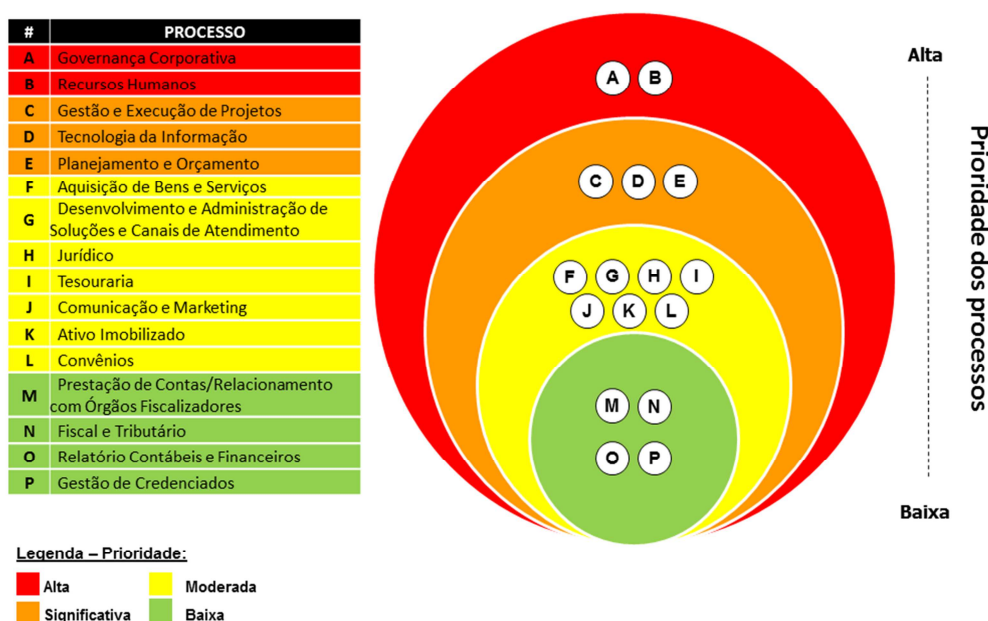 # PROCESSO
A Governança Corporativa
B Recursos Humanos
C Gestão e Execução de Projetos
D Tecnologia da Informação
E Planejamento e Orçamento
F Aquisição de Bens e Serviços
G Desenvolvimento e Administração de
Soluções e Canais de Atendimento
H Jurídico
I Tesouraria
J Comunicação e Marketing
K Ativo Imobilizado
L Convênios
M Prestação de Contas/Relacionamento
com Órgãos Fiscalizadores
N Fiscal e Tributário
O Relatório Contábeis e Financeiros
P Gestão de Credenciados
Legenda – Prioridade:
Alta Moderada
Significativa Baixa
A B
C D E
F G H I
J K L
M N
O P
Alta
Prioridade dos processos
Baixa